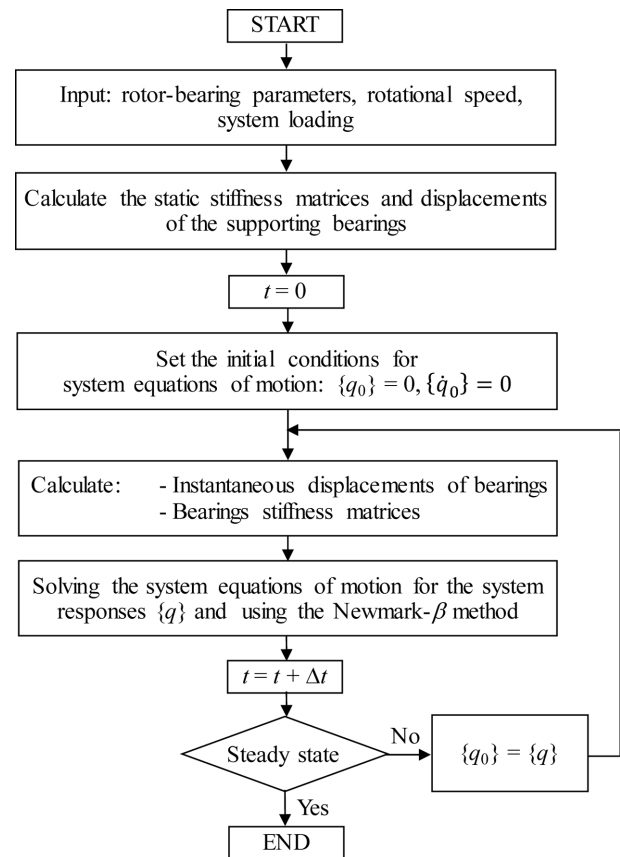 START
Input: rotor-bearing parameters, rotational speed,
system loading
Calculate the static stiffness matrices and displacements
of the supporting bearings
t = 0
Set the initial conditions for
system equations of motion: {q₀} = 0, {q̇₀} = 0
Calculate: - Instantaneous displacements of bearings
- Bearings stiffness matrices
Solving the system equations of motion for the system
responses {q} and using the Newmark-β method
t = t + Δt
Steady state
No
{q₀} = {q}
Yes
END